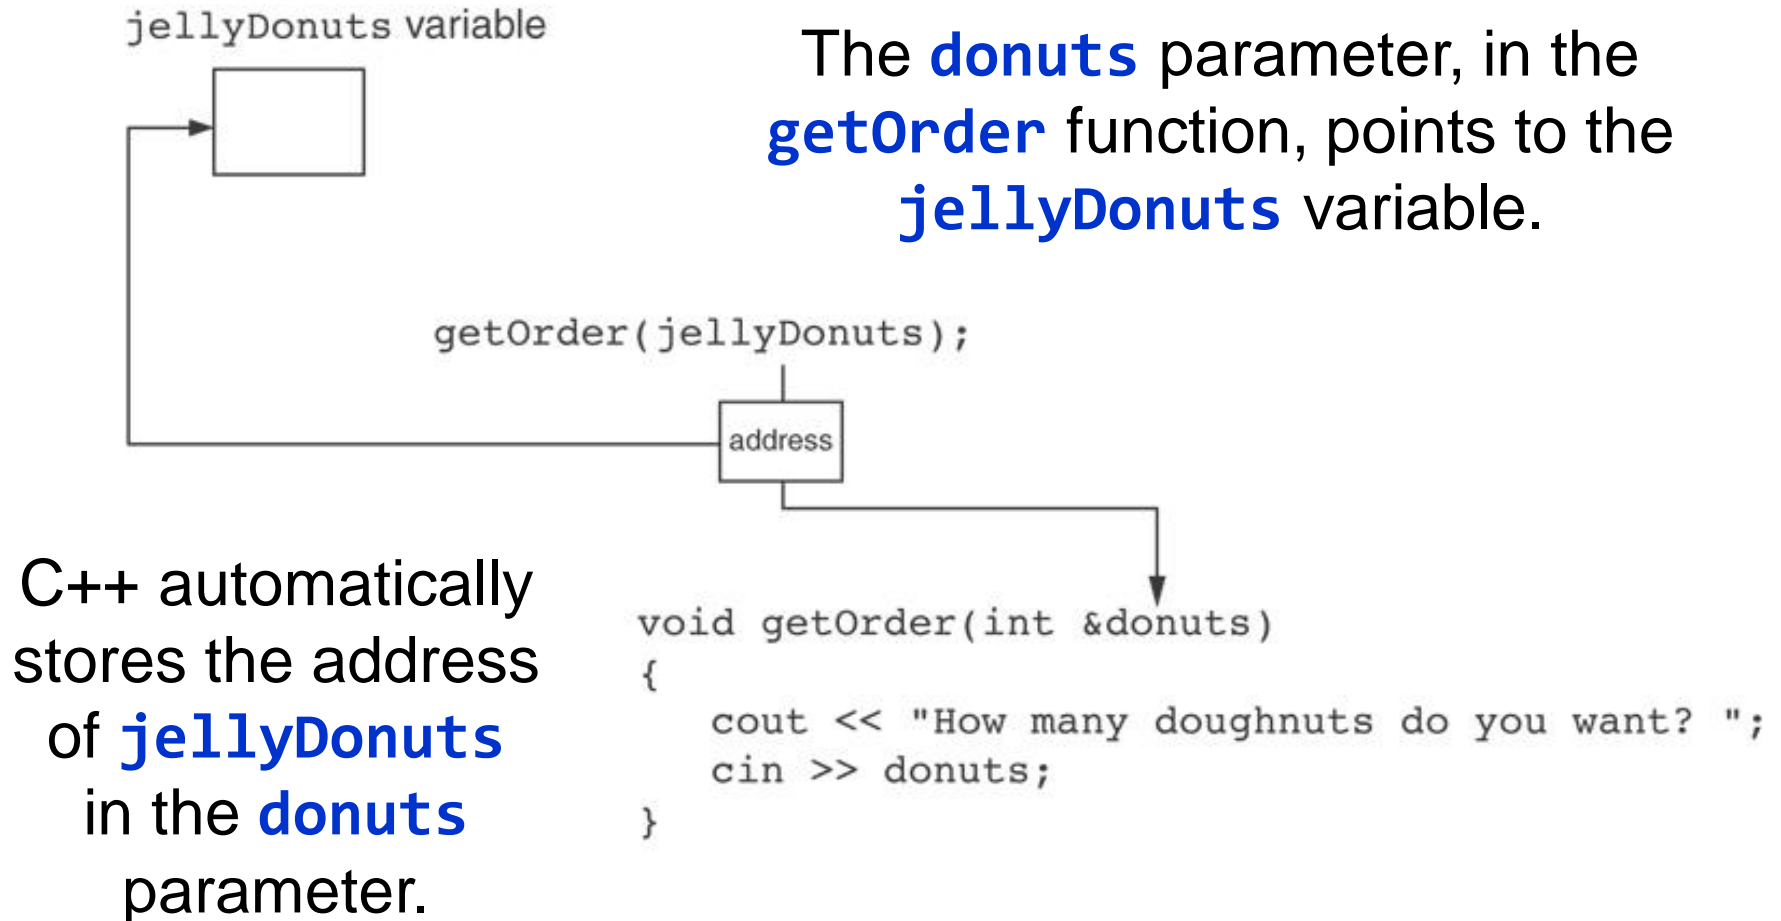 jellyDonuts variable
The donuts parameter, in the
getOrder function, points to the
jellyDonuts variable.
getOrder(jellyDonuts);
address
C++ automatically
stores the address
of jellyDonuts
in the donuts
parameter.
void getOrder(int &donuts)
{
cout << "How many doughnuts do you want? ";
cin >> donuts;
}